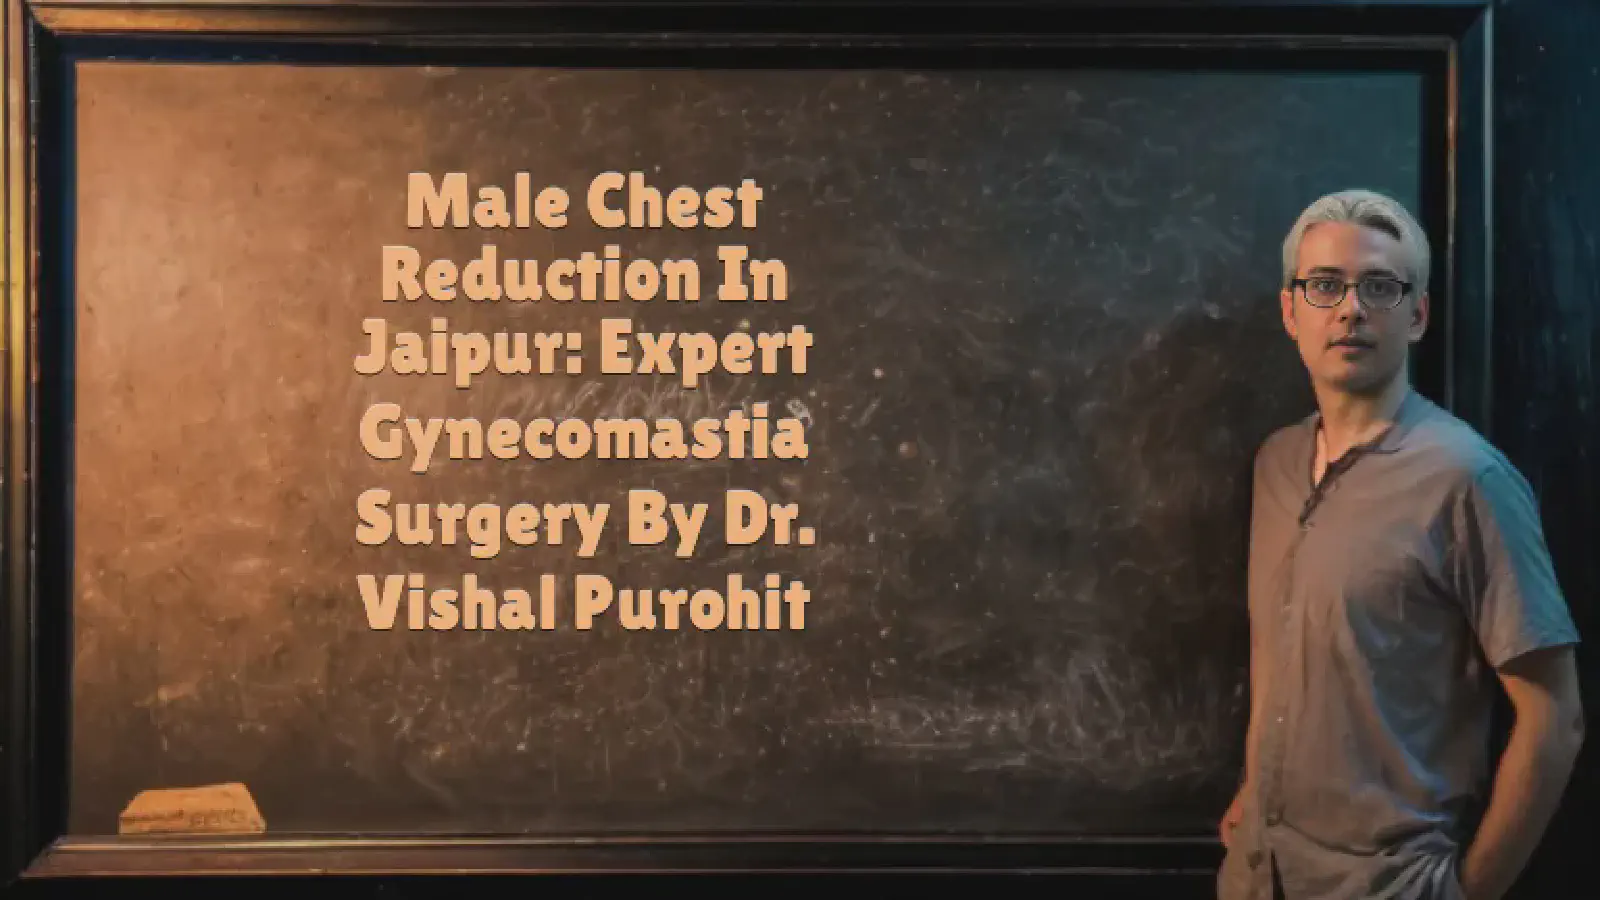 Male Chest
Reduction In
Jaipur: Expert
Gynecomastia
Surgery By Dr.
Vishal Purohit